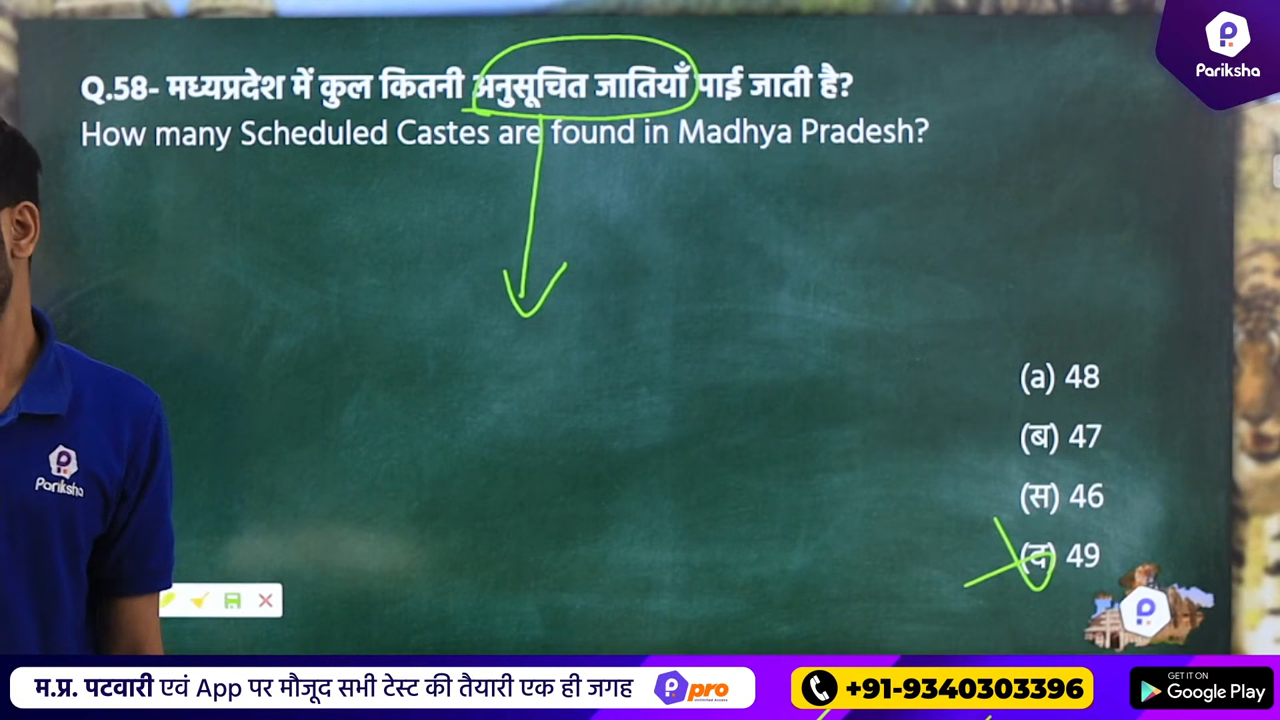 Pariksha
Q.58- मध्यप्रदेश में कुल कितनी अनुसूचित जातियाँ पाई जाती है?
How many Scheduled Castes are found in Madhya Pradesh?
(a) 48
(ब) 47
(स) 46
(द) 49
Pariksha
म.प्र. पटवारी एवं App पर मौजूद सभी टेस्ट की तैयारी एक ही जगह
pro
+91-9340303396
GET IT ON
Google Play